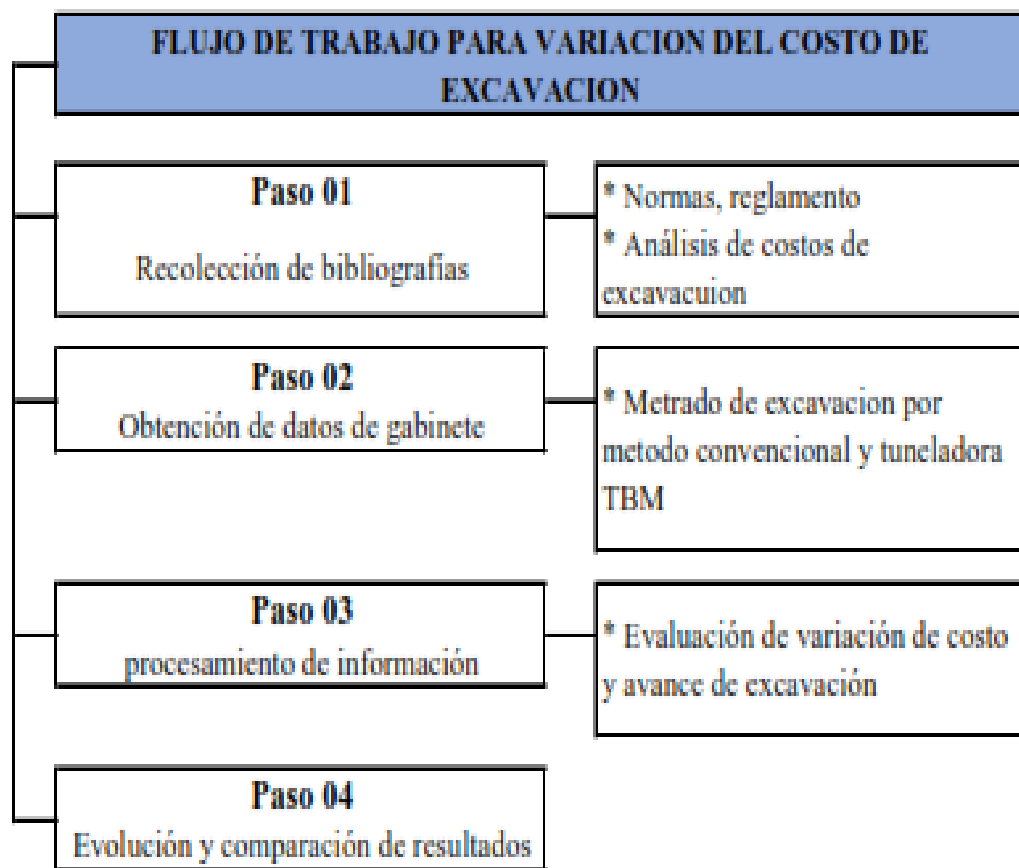 FLUJO DE TRABAJO PARA VARIACION DEL COSTO DE
EXCAVACION
Paso 01
Recolección de bibliografías
* Normas, reglamento
* Análisis de costos de
excavacuion
Paso 02
Obtención de datos de gabinete
* Metrado de excavacion por
metodo convencional y tuneladora
TBM
Paso 03
procesamiento de información
* Evaluación de variación de costo
y avance de excavación
Paso 04
Evolución y comparación de resultados